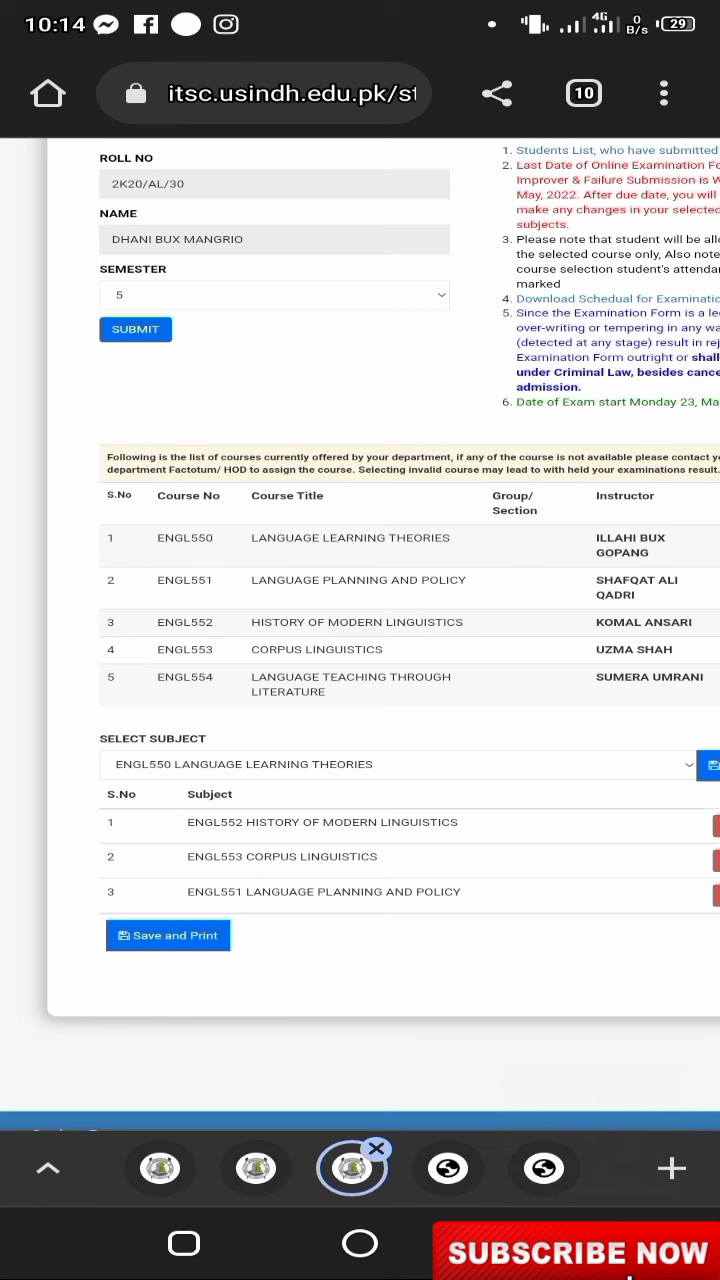 10:14
4G
0
B/s
29
itsc.usindh.edu.pk/st
10
ROLL NO
2K20/AL/30
NAME
DHANI BUX MANGRIO
SEMESTER
5
SUBMIT
1. Students List, who have submitted
2. Last Date of Online Examination Fo
Improver & Failure Submission is W
May, 2022. After due date, you will
make any changes in your selected
subjects.
3. Please note that student will be allo
the selected course only, Also note
course selection student's attendan
marked
4. Download Schedual for Examinatio
5. Since the Examination Form is a le
over-writing or tempering in any wa
(detected at any stage) result in rej
Examination Form outright or shall
under Criminal Law, besides cance
admission.
6. Date of Exam start Monday 23, Ma
Following is the list of courses currently offered by your department, if any of the course is not available please contact yo
department Factotum/ HOD to assign the course. Selecting invalid course may lead to with held your examinations result.
S.No Course No Course Title Group/ Section Instructor
1 ENGL550 LANGUAGE LEARNING THEORIES ILLAHI BUX GOPANG
2 ENGL551 LANGUAGE PLANNING AND POLICY SHAFQAT ALI QADRI
3 ENGL552 HISTORY OF MODERN LINGUISTICS KOMAL ANSARI
4 ENGL553 CORPUS LINGUISTICS UZMA SHAH
5 ENGL554 LANGUAGE TEACHING THROUGH LITERATURE SUMERA UMRANI
SELECT SUBJECT
ENGL550 LANGUAGE LEARNING THEORIES
S.No Subject
1 ENGL552 HISTORY OF MODERN LINGUISTICS
2 ENGL553 CORPUS LINGUISTICS
3 ENGL551 LANGUAGE PLANNING AND POLICY
Save and Print
SUBSCRIBE NOW